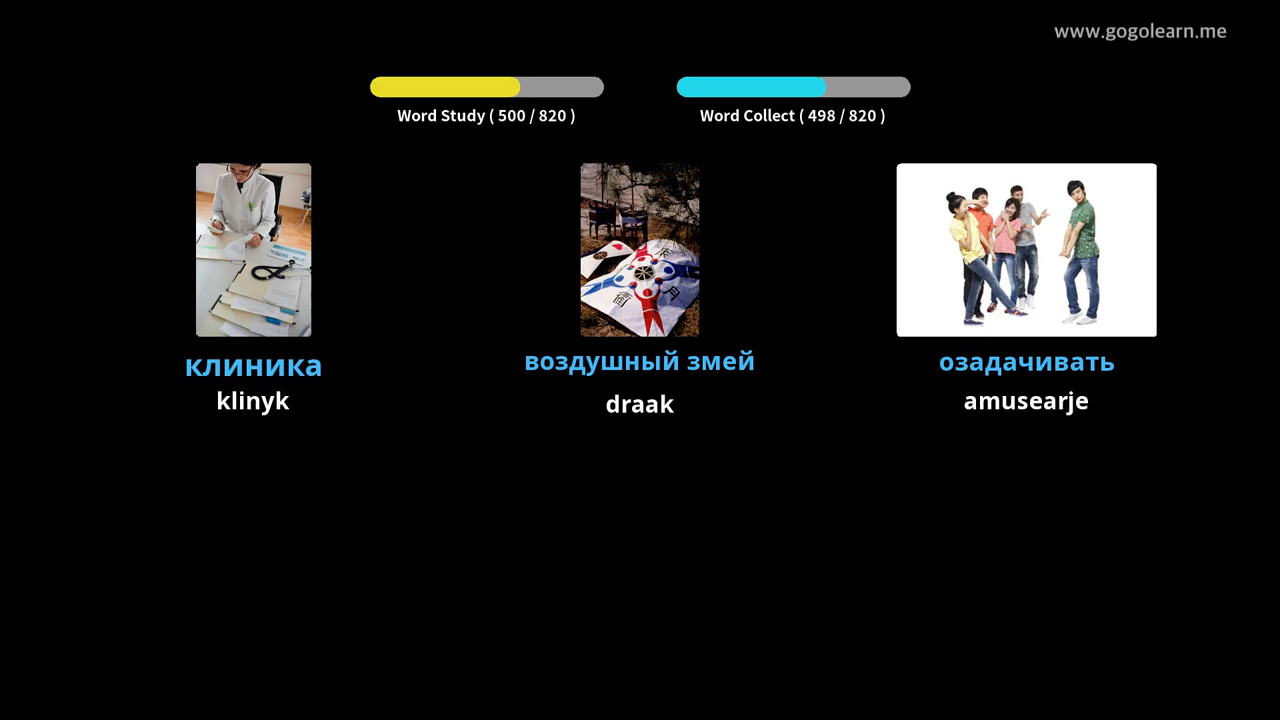 www.gogolearn.me
Word Study ( 500 / 820 )
Word Collect ( 498 / 820 )
клиника
klinyk
воздушный змей
draak
озадачивать
amusearje